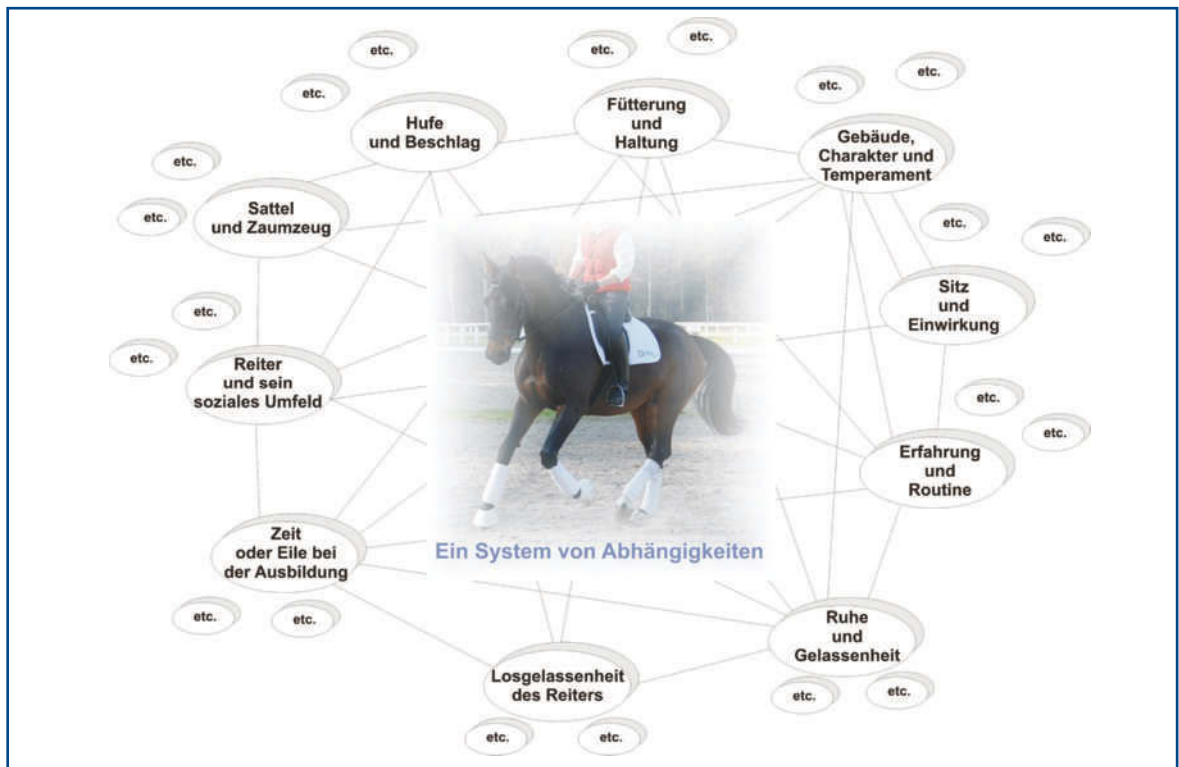 etc.
etc.
etc.
etc.
etc.
etc.
Hufe
und Beschlag
Fütterung
und
Haltung
Gebäude,
Charakter und
Temperament
etc.
etc.
Sattel
und Zaumzeug
etc.
etc.
Sitz
und
Einwirkung
etc.
etc.
Reiter
und sein
soziales Umfeld
etc.
etc.
Erfahrung
und
Routine
Zeit
oder Eile bei
der Ausbildung
Ein System von Abhängigkeiten
etc.
etc.
Ruhe
und
Gelassenheit
Losgelassenheit
des Reiters
etc.
etc.
etc.
etc.